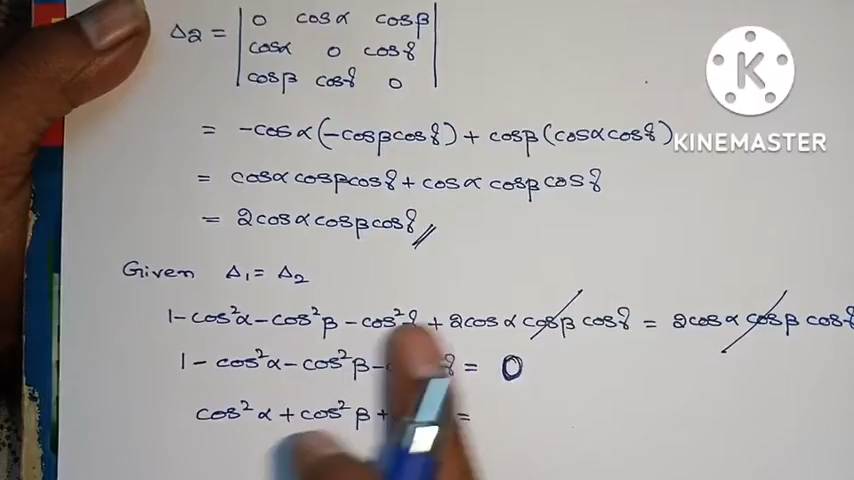 Δ2 = | 0 cosα cosβ |
| cosα 0 cosγ |
| cosβ cosγ 0 |
= -cosα(-cosβcosγ) + cosβ(cosαcosγ)
KINEMASTER
= cosαcosβcosγ + cosαcosβcosγ
= 2cosαcosβcosγ//
Given Δ1 = Δ2
1-cos²α-cos²β-cos²γ+2cosαcosβcosγ = 2cosαcosβcosγ
1-cos²α-cos²β- γ = 0
cos²α+cos²β+ =